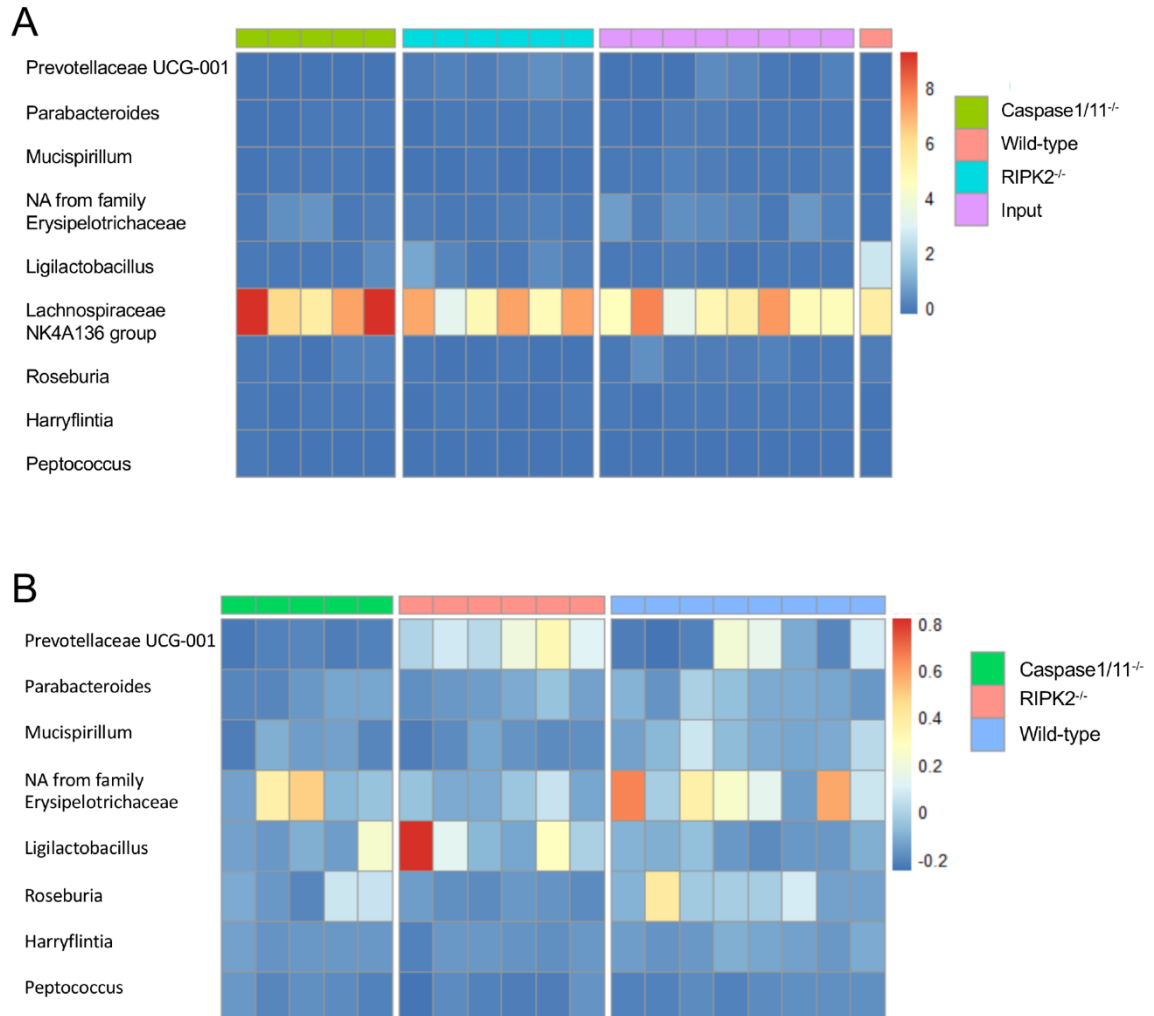 A
Prevotellaceae UCG-001
Parabacteroides
Mucispirillum
NA from family
Erysipelotrichaceae
Ligilactobacillus
Lachnospiraceae
NK4A136 group
Roseburia
Harryflintia
Peptococcus
8
6
4
2
0
Caspase1/11-/-
Wild-type
RIPK2-/-
Input
B
Prevotellaceae UCG-001
Parabacteroides
Mucispirillum
NA from family
Erysipelotrichaceae
Ligilactobacillus
Roseburia
Harryflintia
Peptococcus
0.8
0.6
0.4
0.2
0
-0.2
Caspase1/11-/-
RIPK2-/-
Wild-type